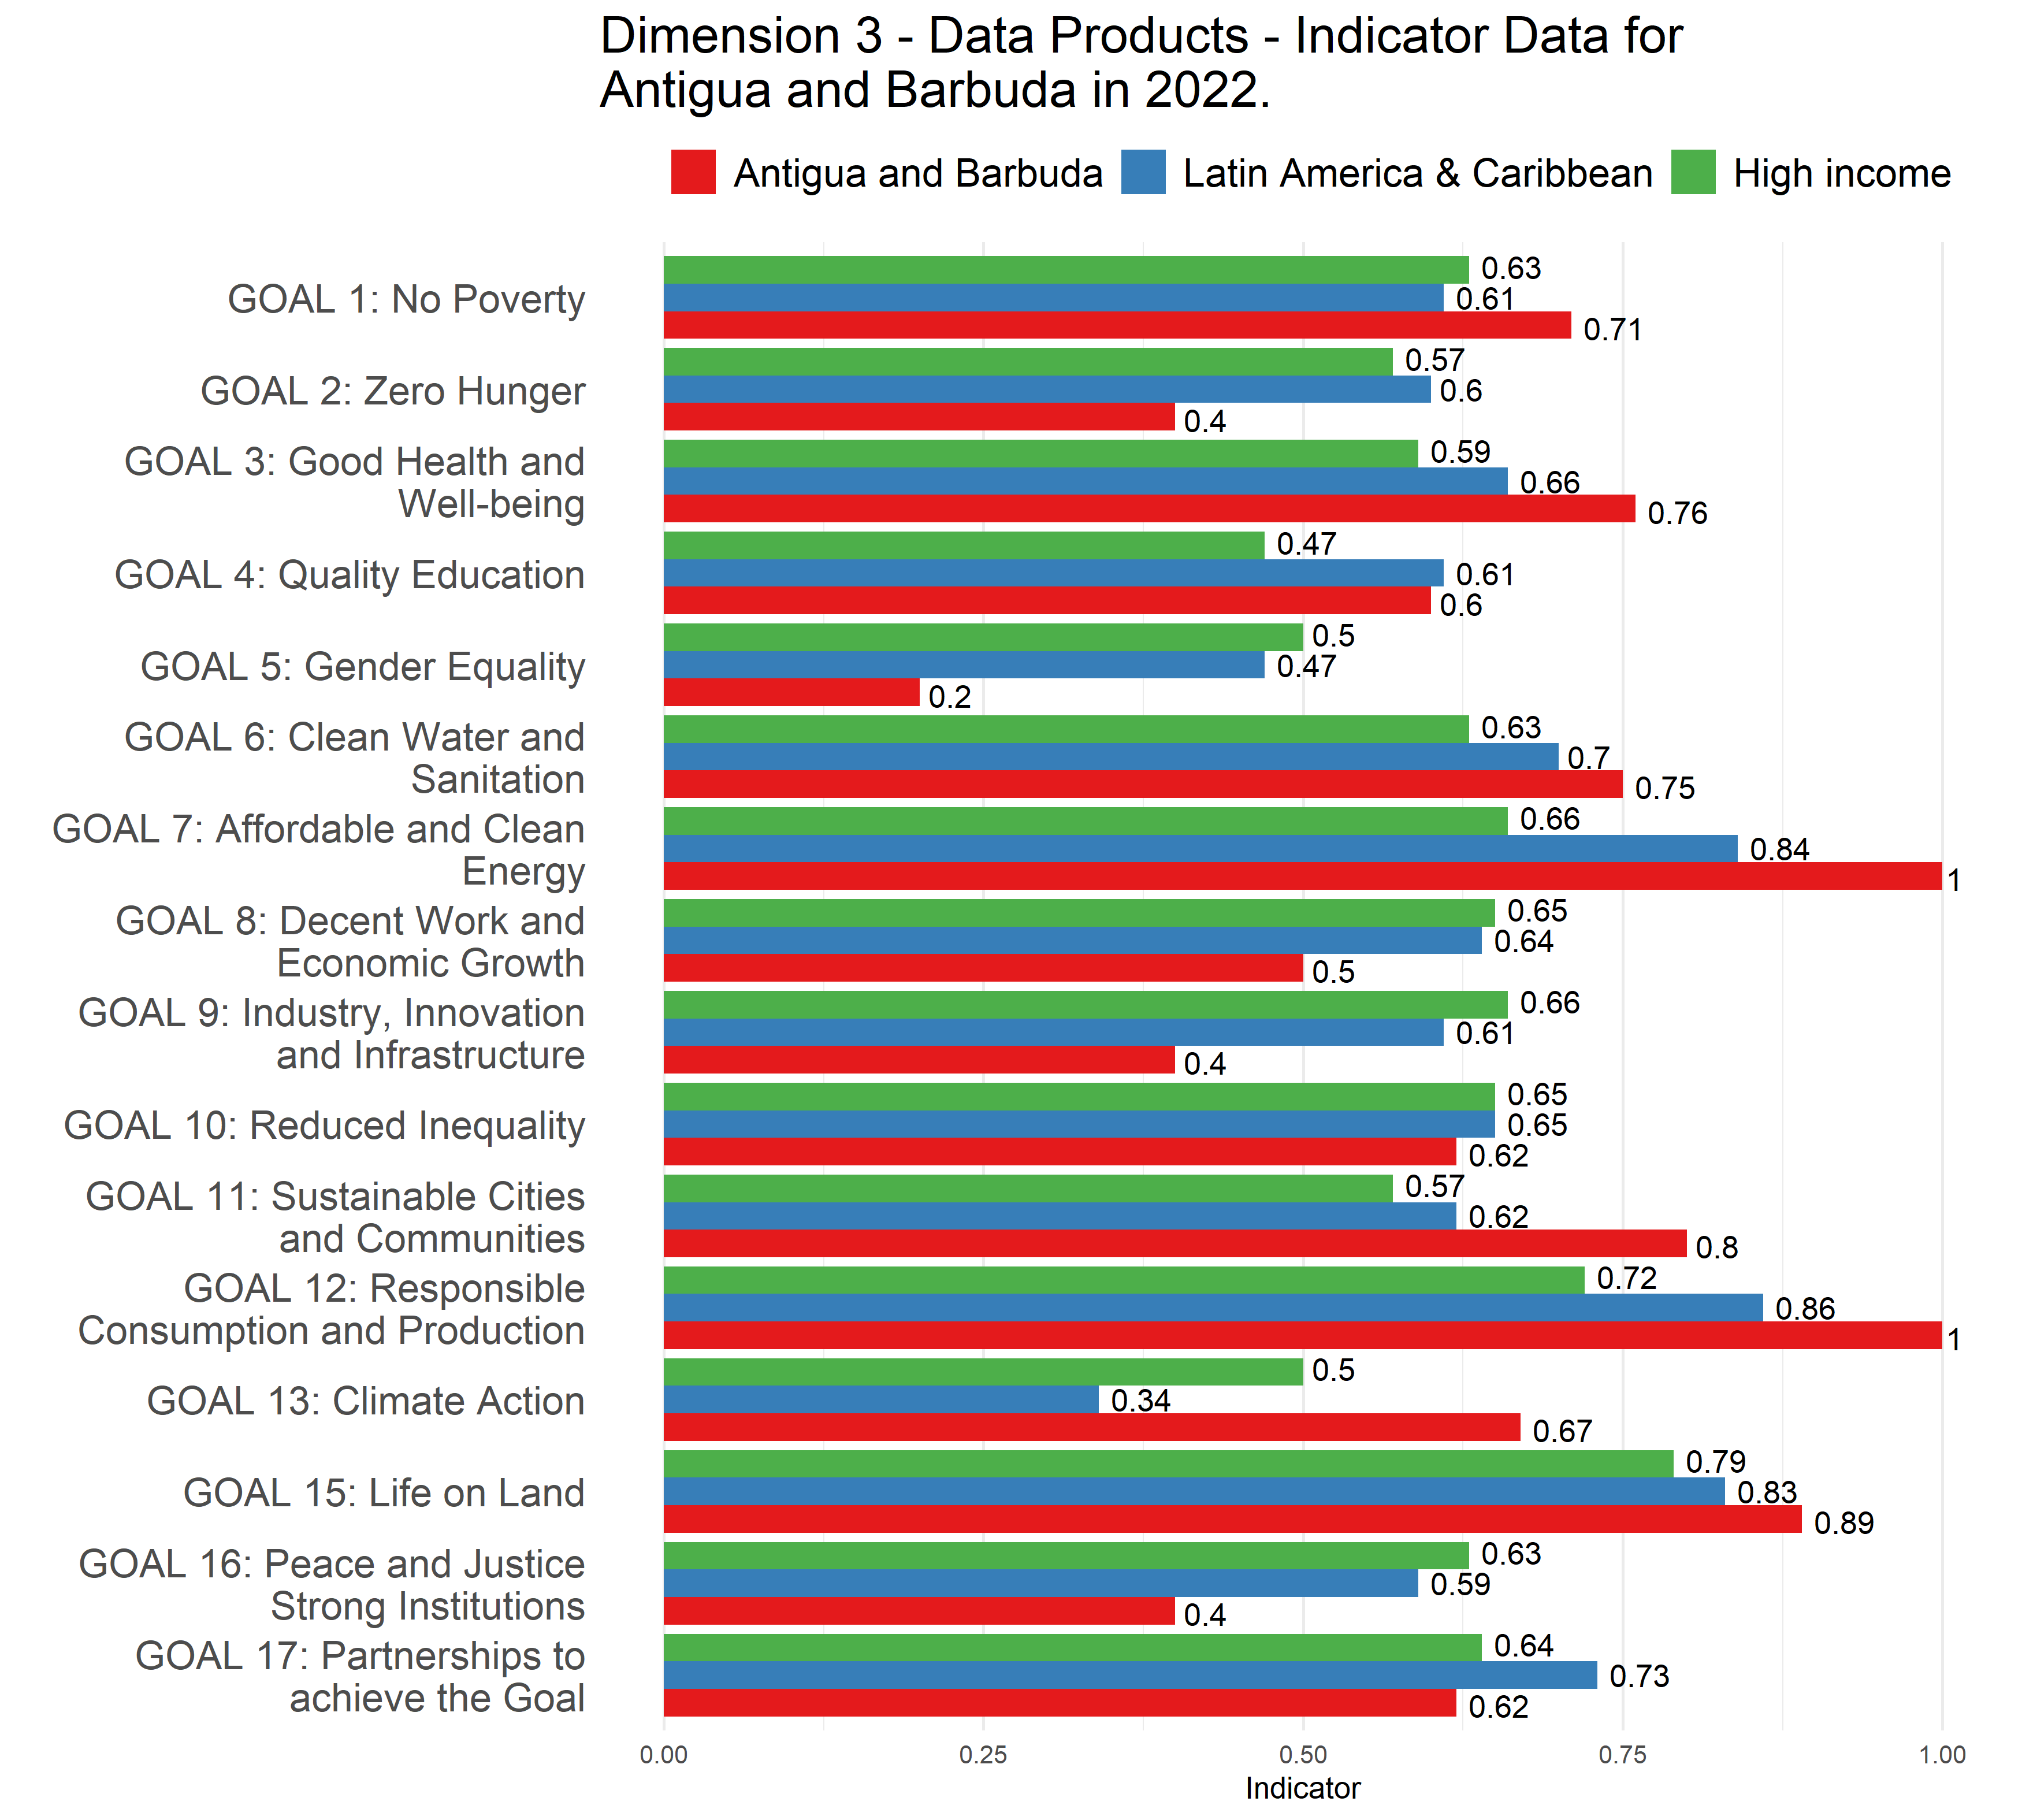 Dimension 3 - Data Products - Indicator Data for
Antigua and Barbuda in 2022.
Antigua and Barbuda Latin America & Caribbean High income
GOAL 1: No Poverty
0.63
0.61
0.71
GOAL 2: Zero Hunger
0.57
0.6
0.4
GOAL 3: Good Health and
Well-being
0.59
0.66
0.76
GOAL 4: Quality Education
0.47
0.61
0.6
GOAL 5: Gender Equality
0.5
0.47
0.2
GOAL 6: Clean Water and
Sanitation
0.63
0.7
0.75
GOAL 7: Affordable and Clean
Energy
0.66
0.84
1
GOAL 8: Decent Work and
Economic Growth
0.65
0.64
0.5
GOAL 9: Industry, Innovation
and Infrastructure
0.66
0.61
0.4
GOAL 10: Reduced Inequality
0.65
0.65
0.62
GOAL 11: Sustainable Cities
and Communities
0.57
0.62
0.8
GOAL 12: Responsible
Consumption and Production
0.72
0.86
1
GOAL 13: Climate Action
0.5
0.34
0.67
GOAL 15: Life on Land
0.79
0.83
0.89
GOAL 16: Peace and Justice
Strong Institutions
0.63
0.59
0.4
GOAL 17: Partnerships to
achieve the Goal
0.64
0.73
0.62
0.00 0.25 0.50 0.75 1.00
Indicator